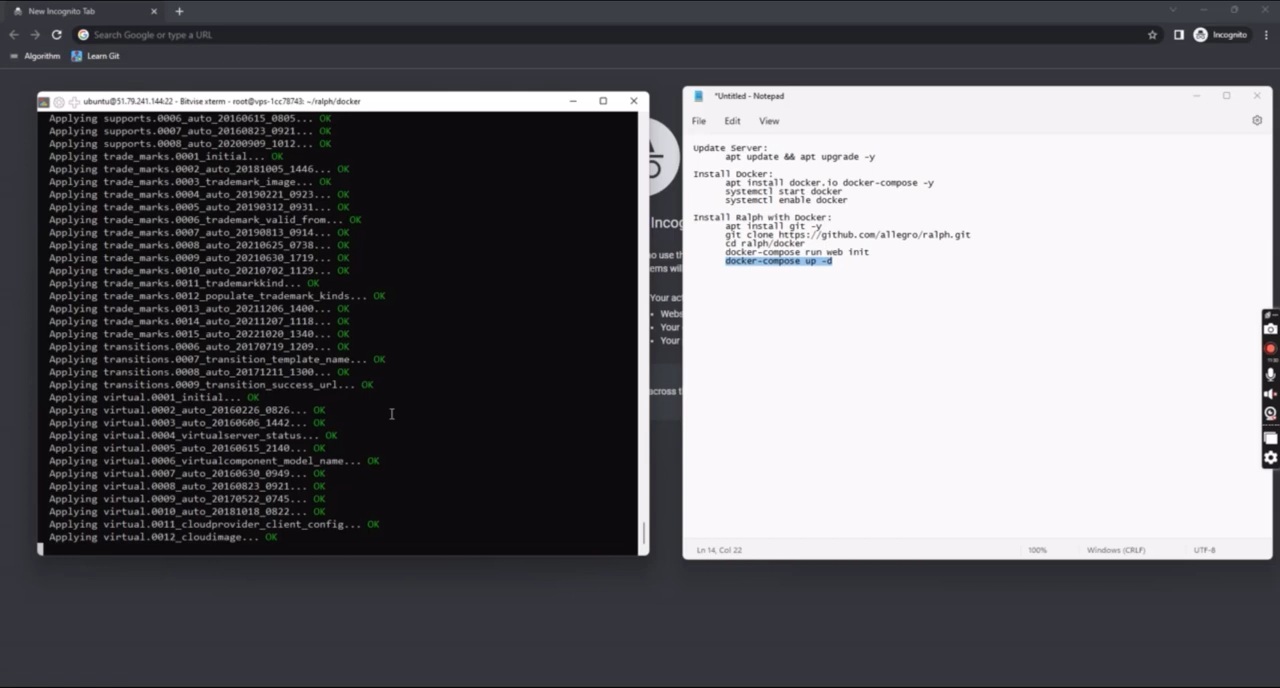 New Incognito Tab
Search Google or type a URL
Incognito
Algorithm
Learn Git
ubuntu@51.79.241.144:22 - Bitvise xterm - root@vps-1cc78743: ~/ralph/docker
Applying supports.0006_auto_20160615_0805... OK
Applying supports.0007_auto_20160823_0921... OK
Applying supports.0008_auto_20200909_1012... OK
Applying trade_marks.0001_initial... OK
Applying trade_marks.0002_auto_20181005_1446... OK
Applying trade_marks.0003_trademark_image... OK
Applying trade_marks.0004_auto_20190221_0923... OK
Applying trade_marks.0005_auto_20190312_0931... OK
Applying trade_marks.0006_trademark_valid_from... OK
Applying trade_marks.0007_auto_20190813_0914... OK
Applying trade_marks.0008_auto_20210625_0738... OK
Applying trade_marks.0009_auto_20210630_1719... OK
Applying trade_marks.0010_auto_20210702_1129... OK
Applying trade_marks.0011_trademarkkind... OK
Applying trade_marks.0012_populate_trademark_kinds... OK
Applying trade_marks.0013_auto_20211206_1400... OK
Applying trade_marks.0014_auto_20211207_1118... OK
Applying trade_marks.0015_auto_20221020_1340... OK
Applying transitions.0006_auto_20170719_1209... OK
Applying transitions.0007_transition_template_name... OK
Applying transitions.0008_auto_20171211_1300... OK
Applying transitions.0009_transition_success_url... OK
Applying virtual.0001_initial... OK
Applying virtual.0002_auto_20160226_0826... OK
Applying virtual.0003_auto_20160606_1442... OK
Applying virtual.0004_virtualserver_status... OK
Applying virtual.0005_auto_20160615_2140... OK
Applying virtual.0006_virtualcomponent_model_name... OK
Applying virtual.0007_auto_20160630_0949... OK
Applying virtual.0008_auto_20160823_0921... OK
Applying virtual.0009_auto_20170522_0745... OK
Applying virtual.0010_auto_20181018_0822... OK
Applying virtual.0011_cloudprovider_client_config... OK
Applying virtual.0012_cloudimage... OK
Incog
o use th
ems will
Your ac
Webs
Your
Your
across t
*Untitled - Notepad
File Edit View
Update Server:
apt update && apt upgrade -y
Install Docker:
apt install docker.io docker-compose -y
systemctl start docker
systemctl enable docker
Install Ralph with Docker:
apt install git -y
git clone https://github.com/allegro/ralph.git
cd ralph/docker
docker-compose run web init
docker-compose up -d
Ln 14, Col 22
100%
Windows (CRLF)
UTF-8